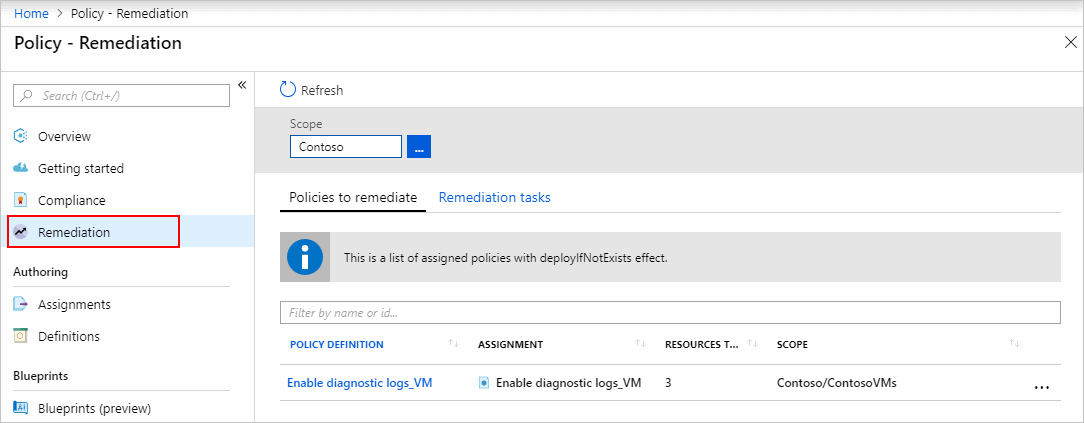 Home > Policy - Remediation
Policy - Remediation
Search (Ctrl+/)
Overview
Getting started
Compliance
Remediation
Authoring
Assignments
Definitions
Blueprints
Blueprints (preview)
Refresh
Scope
Contoso
...
Policies to remediate Remediation tasks
This is a list of assigned policies with deployIfNotExists effect.
Filter by name or id...
POLICY DEFINITION ASSIGNMENT RESOURCES T... SCOPE
Enable diagnostic logs_VM Enable diagnostic logs_VM 3 Contoso/ContosoVMs ...